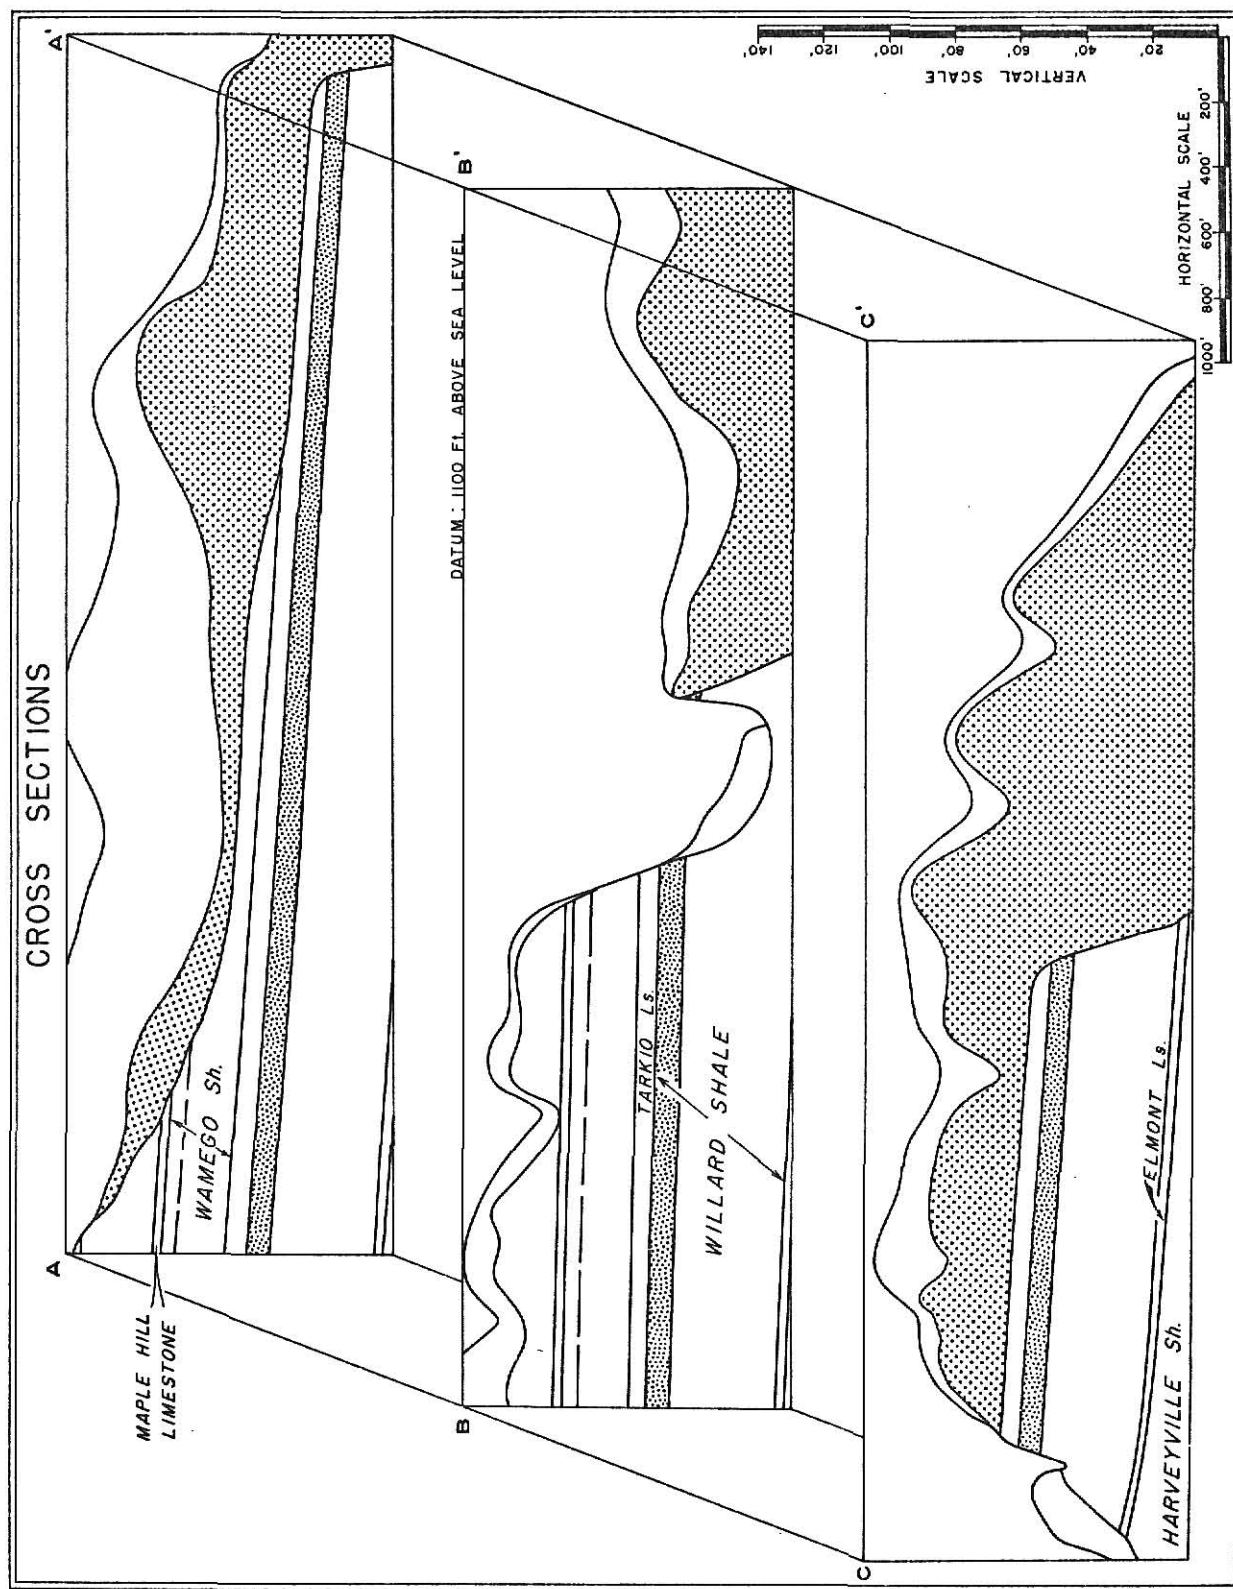 CROSS SECTIONS
A
A'
MAPLE HILL
LIMESTONE
WAMEGO Sh.
B
B'
DATUM : 1100 Ft. ABOVE SEA LEVEL
TARKIO Ls.
WILLARD SHALE
C
C'
ELMONT Ls.
HARVEYVILLE Sh.
140'
120'
100'
80'
60'
40'
20'
VERTICAL SCALE
HORIZONTAL SCALE
1000'
800'
600'
400'
200'